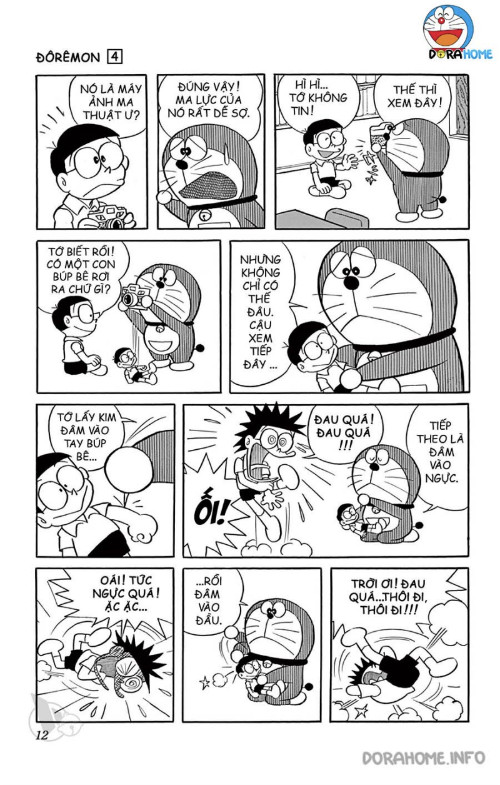 DORAHOME
ĐÔRÊMON 4
NÓ LÀ MÁY
ẢNH MA
THUẬT Ư?
ĐÚNG VẬY!
MA LỰC CỦA
NÓ RẤT DỄ SỢ.
HÌ HÌ...
TỚ KHÔNG
TIN!
THẾ THÌ
XEM ĐÂY!
TỚ BIẾT RỒI!
CÓ MỘT CON
BÚP BÊ RƠI
RA CHỨ GÌ?
NHƯNG
KHÔNG
CHỈ CÓ
THẾ
ĐÂU.
CẬU
XEM
TIẾP
ĐÂY ...
TỚ LẤY KIM
ĐÂM VÀO
TAY BÚP
BÊ...
ỐI!
ĐAU QUÁ!
ĐAU QUÁ
!!!
TIẾP
THEO LÀ
ĐÂM
VÀO
NGỰC.
OÁI! TỨC
NGỰC QUÁ!
ẶC ẶC...
...RỒI
ĐÂM
VÀO
ĐẦU.
TRỜI ƠI! ĐAU
QUÁ...THÔI ĐI,
THÔI ĐI!!!
12
DORAHOME.INFO